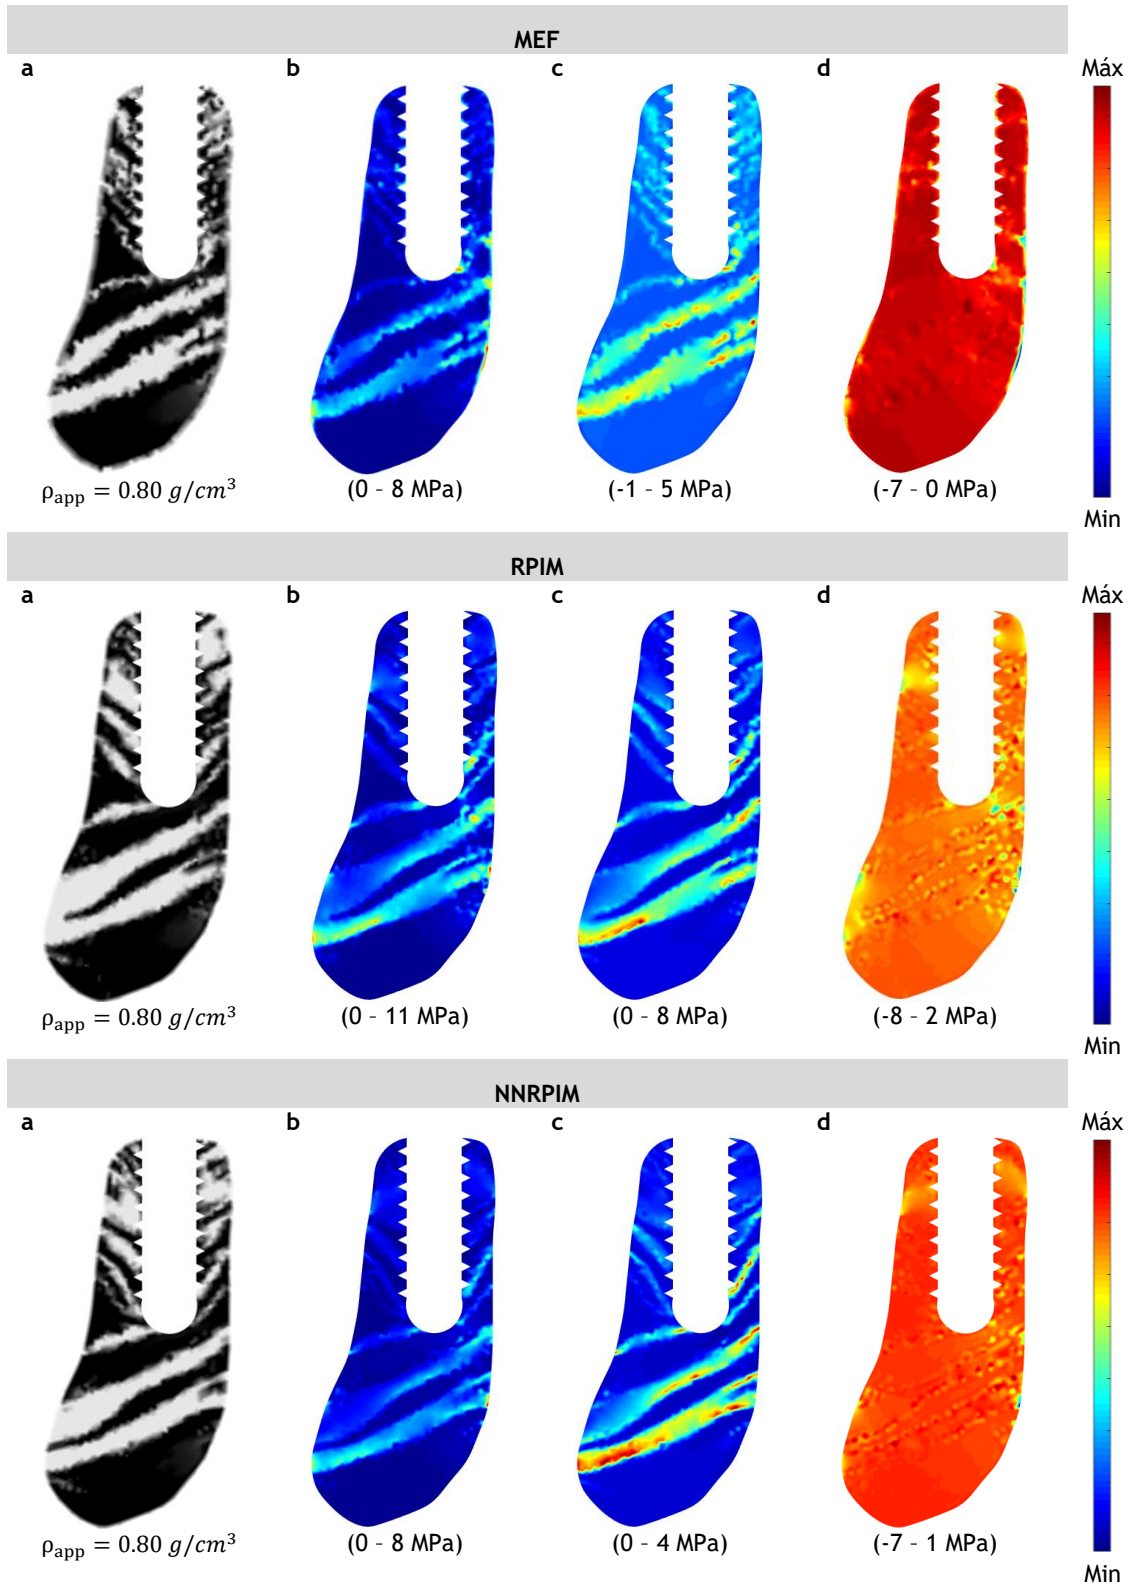 MEF
a b c d Máx
ρapp = 0.80 g/cm³ (0 - 8 MPa) (-1 - 5 MPa) (-7 - 0 MPa)
Min
RPIM
a b c d Máx
ρapp = 0.80 g/cm³ (0 - 11 MPa) (0 - 8 MPa) (-8 - 2 MPa)
Min
NNRPIM
a b c d Máx
ρapp = 0.80 g/cm³ (0 - 8 MPa) (0 - 4 MPa) (-7 - 1 MPa)
Min